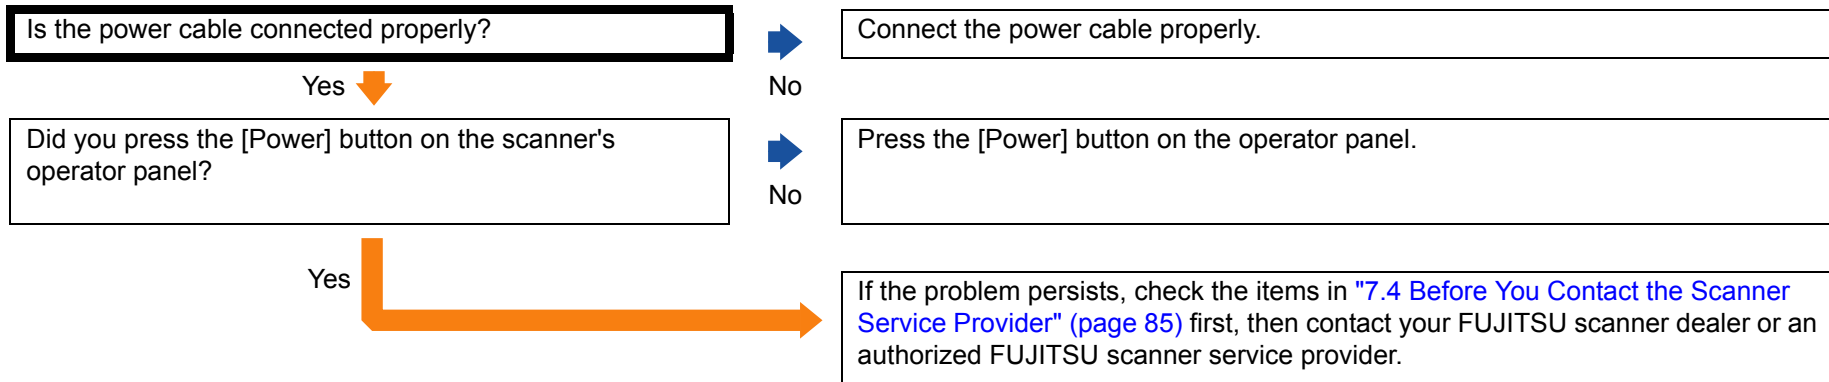 Is the power cable connected properly?
Connect the power cable properly.
Yes
No
Did you press the [Power] button on the scanner's
operator panel?
Press the [Power] button on the operator panel.
No
Yes
If the problem persists, check the items in "7.4 Before You Contact the Scanner
Service Provider" (page 85) first, then contact your FUJITSU scanner dealer or an
authorized FUJITSU scanner service provider.